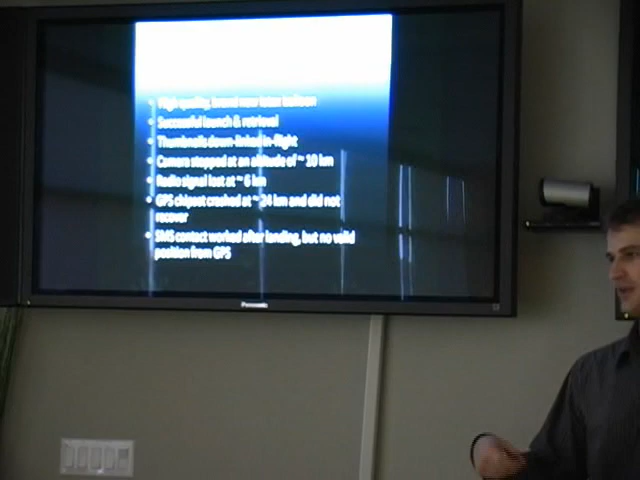 • High quality, brand new latex balloon
• Successful launch & retrieval
• Thumbnails down-linked in-flight
• Camera stopped at an altitude of ~ 10 km
• Radio signal lost at ~ 6 km
• GPS chipset crashed at ~ 24 km and did not
recover
• SMS contact worked after landing, but no valid
position from GPS
Panasonic